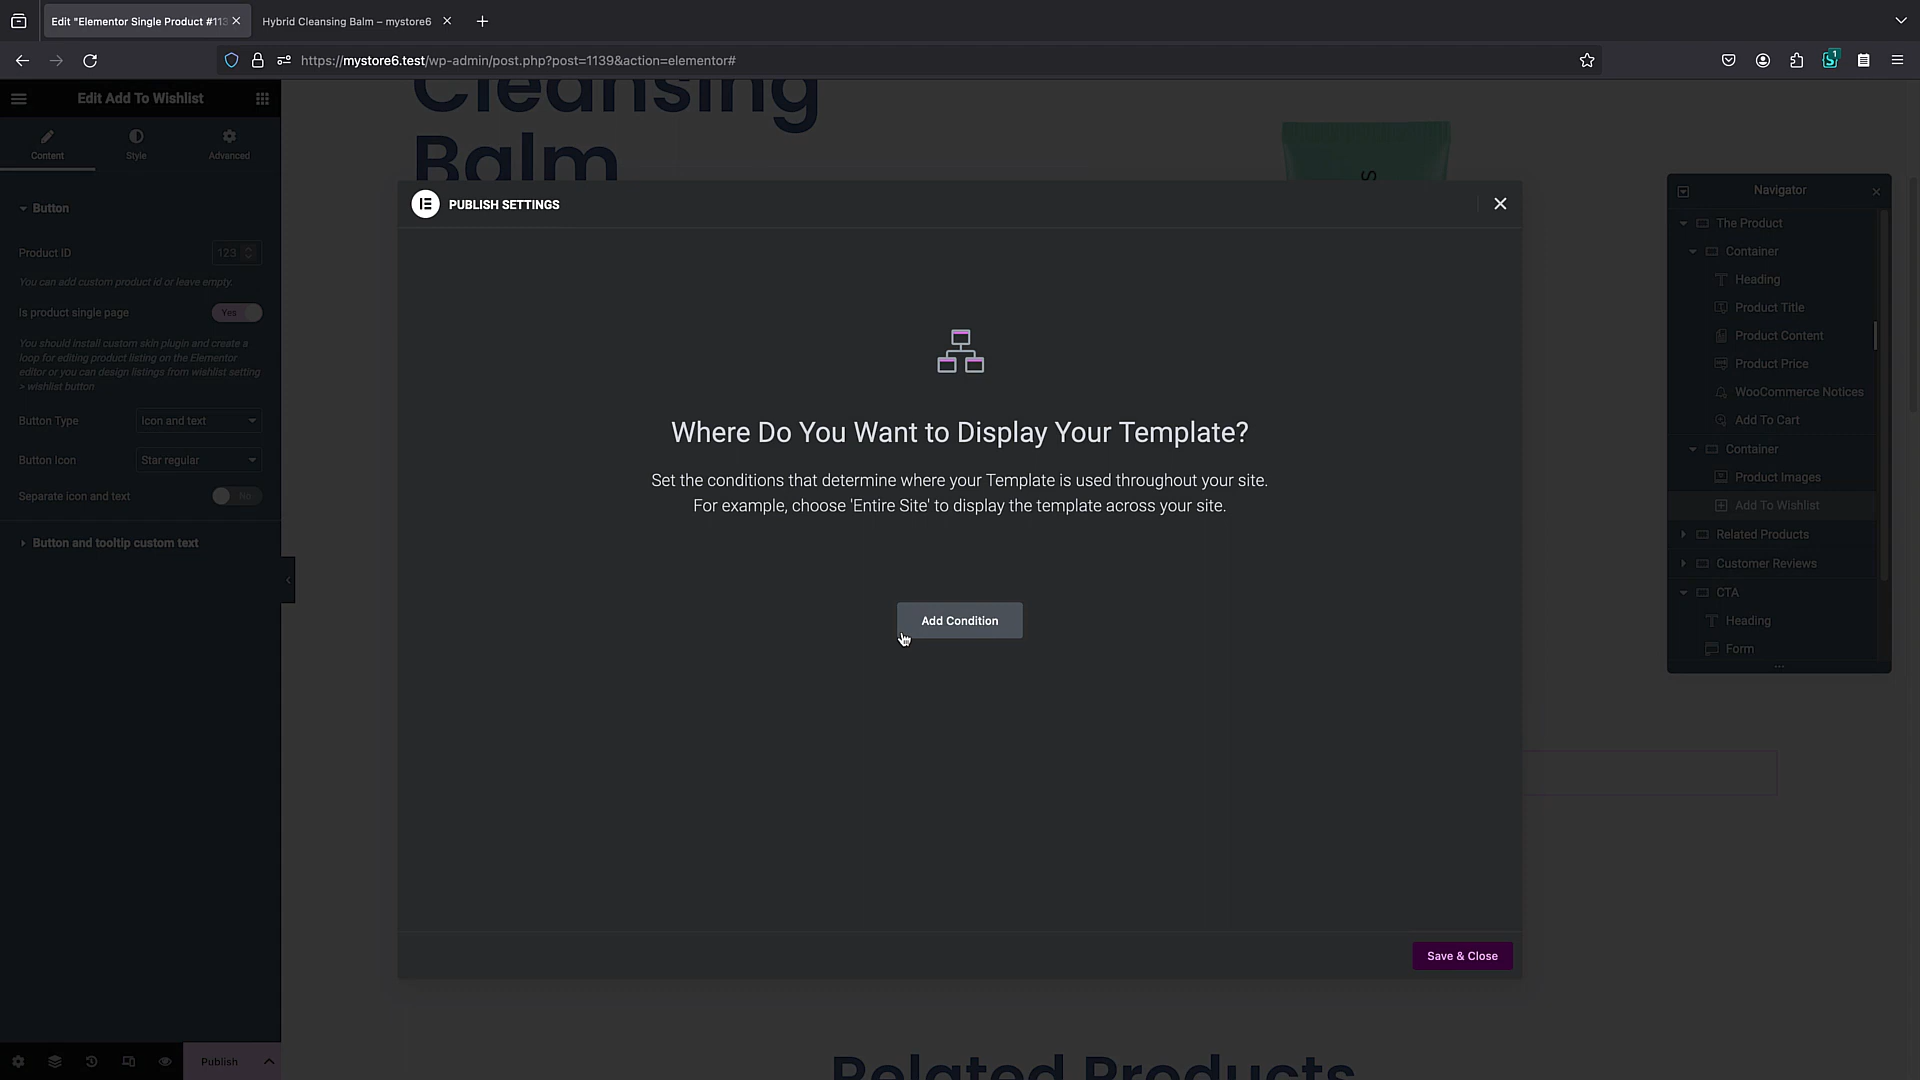 Edit "Elementor Single Product #113
Hybrid Cleansing Balm – mystore6
https://mystore6.test/wp-admin/post.php?post=1139&action=elementor#
1
Edit Add To Wishlist
Content
Style
Advanced
Button
Product ID
123
You can add custom product id or leave empty.
Is product single page
Yes
You should install custom skin plugin and create a
loop for editing product listing on the Elementor
editor or you can design listings from wishlist setting
> wishlist button
Button Type
Icon and text
Button Icon
Star regular
Separate icon and text
No
Button and tooltip custom text
Publish
Cleansing
Balm
PUBLISH SETTINGS
Where Do You Want to Display Your Template?
Set the conditions that determine where your Template is used throughout your site.
For example, choose 'Entire Site' to display the template across your site.
Add Condition
Save & Close
Related Products
Navigator
The Product
Container
Heading
Product Title
Product Content
Product Price
WooCommerce Notices
Add To Cart
Container
Product Images
Add To Wishlist
Related Products
Customer Reviews
CTA
Heading
Form